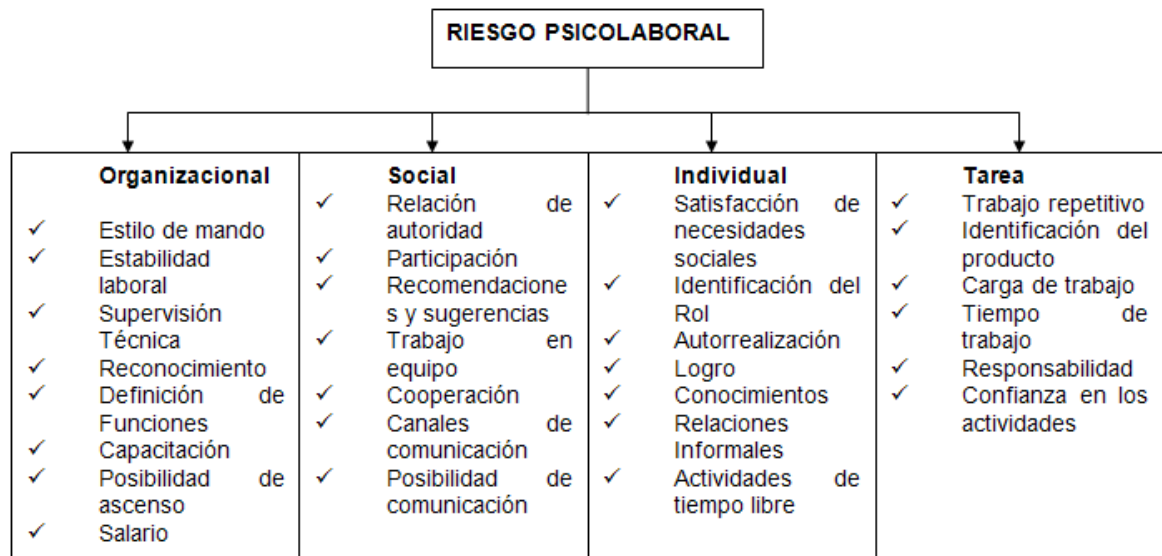 RIESGO PSICOLABORAL
Organizacional
✓ Estilo de mando
✓ Estabilidad
laboral
✓ Supervisión
Técnica
✓ Reconocimiento
✓ Definición de
Funciones
✓ Capacitación
✓ Posibilidad de
ascenso
✓ Salario
Social
✓ Relación de
autoridad
✓ Participación
✓ Recomendacione
s y sugerencias
✓ Trabajo en
equipo
✓ Cooperación
✓ Canales de
comunicación
✓ Posibilidad de
comunicación
Individual
✓ Satisfacción de
necesidades
sociales
✓ Identificación del
Rol
✓ Autorrealización
✓ Logro
✓ Conocimientos
✓ Relaciones
Informales
✓ Actividades de
tiempo libre
Tarea
✓ Trabajo repetitivo
✓ Identificación del
producto
✓ Carga de trabajo
✓ Tiempo de
trabajo
✓ Responsabilidad
✓ Confianza en los
actividades